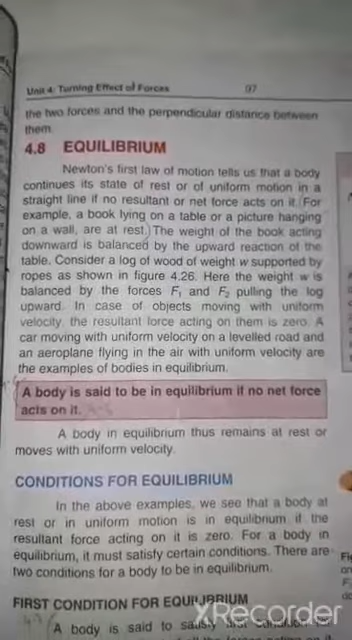 Unit 4: Turning Effect of Forces 97
the two forces and the perpendicular distance between
them.
4.8 EQUILIBRIUM
Newton's first law of motion tells us that a body
continues its state of rest or of uniform motion in a
straight line if no resultant or net force acts on it. (For
example, a book lying on a table or a picture hanging
on a wall, are at rest.) The weight of the book acting
downward is balanced by the upward reaction of the
table. Consider a log of wood of weight w supported by
ropes as shown in figure 4.26. Here the weight w is
balanced by the forces F₁ and F₂ pulling the log
upward. In case of objects moving with uniform
velocity, the resultant force acting on them is zero. A
car moving with uniform velocity on a levelled road and
an aeroplane flying in the air with uniform velocity are
the examples of bodies in equilibrium.
A body is said to be in equilibrium if no net force
acts on it.
A body in equilibrium thus remains at rest or
moves with uniform velocity.
CONDITIONS FOR EQUILIBRIUM
In the above examples, we see that a body at
rest or in uniform motion is in equilibrium if the
resultant force acting on it is zero. For a body in
equilibrium, it must satisfy certain conditions. There are
two conditions for a body to be in equilibrium.
FIRST CONDITION FOR EQUILIBRIUM
A body is said to satisfy first condition for
XRecorder